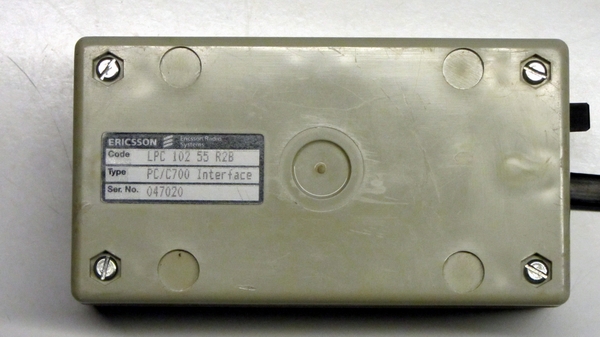 ERICSSON Ericsson Radio Systems
Code LPC 102 55 R2B
Type PC/C700 Interface
Ser. No. 047020